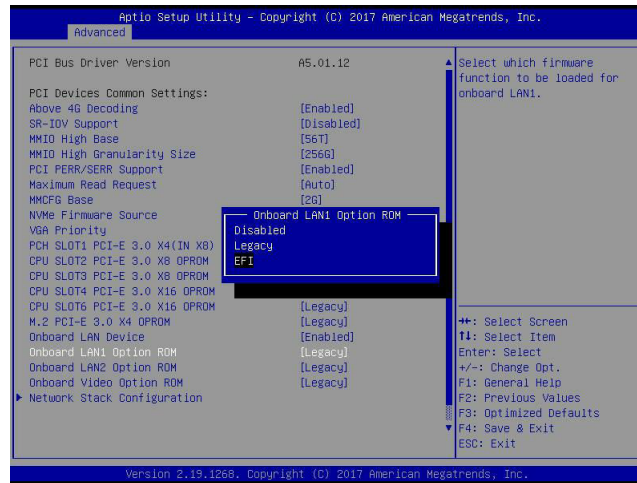 Aptio Setup Utility – Copyright (C) 2017 American Megatrends, Inc.
Advanced
PCI Bus Driver Version A5.01.12
PCI Devices Common Settings:
Above 4G Decoding [Enabled]
SR-IOV Support [Disabled]
MMIO High Base [56T]
MMIO High Granularity Size [256G]
PCI PERR/SERR Support [Enabled]
Maximum Read Request [Auto]
MMCFG Base [2G]
NVMe Firmware Source
VGA Priority
PCH SLOT1 PCI-E 3.0 X4(IN X8)
CPU SLOT2 PCI-E 3.0 X8 OPROM
CPU SLOT3 PCI-E 3.0 X8 OPROM
CPU SLOT4 PCI-E 3.0 X16 OPROM
CPU SLOT6 PCI-E 3.0 X16 OPROM [Legacy]
M.2 PCI-E 3.0 X4 OPROM [Legacy]
Onboard LAN Device [Enabled]
Onboard LAN1 Option ROM [Legacy]
Onboard LAN2 Option ROM [Legacy]
Onboard Video Option ROM [Legacy]
Network Stack Configuration
Onboard LAN1 Option ROM
Disabled
Legacy
EFI
Select which firmware
function to be loaded for
onboard LAN1.
→←: Select Screen
↑↓: Select Item
Enter: Select
+/-: Change Opt.
F1: General Help
F2: Previous Values
F3: Optimized Defaults
F4: Save & Exit
ESC: Exit
Version 2.19.1268. Copyright (C) 2017 American Megatrends, Inc.